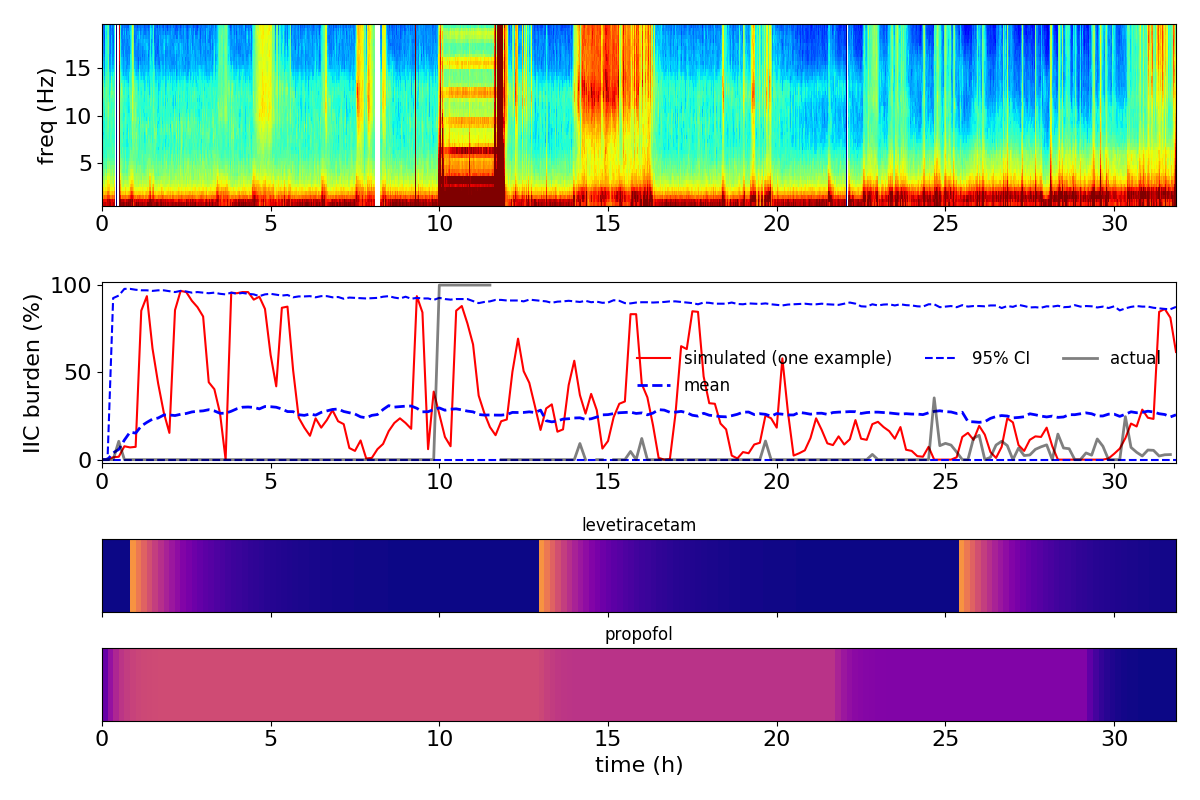 freq (Hz)
15
10
5
0 5 10 15 20 25 30
IIC burden (%)
100
50
0
simulated (one example) 95% CI actual
mean
0 5 10 15 20 25 30
levetiracetam
propofol
0 5 10 15 20 25 30
time (h)